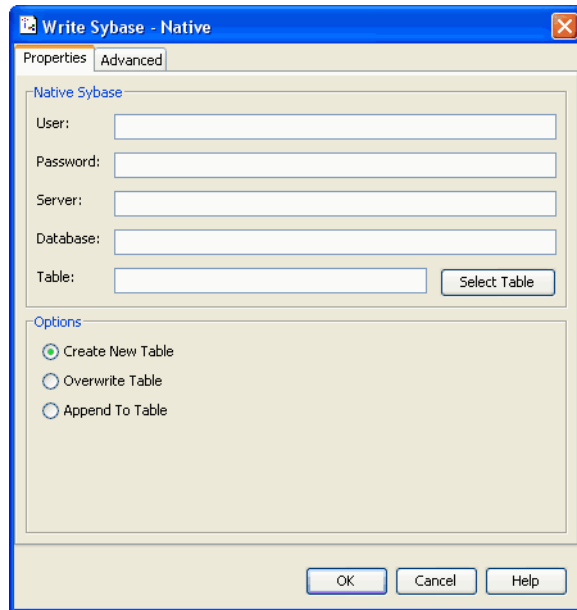 Write Sybase - Native
Properties Advanced
Native Sybase
User:
Password:
Server:
Database:
Table: Select Table
Options
Create New Table
Overwrite Table
Append To Table
OK Cancel Help